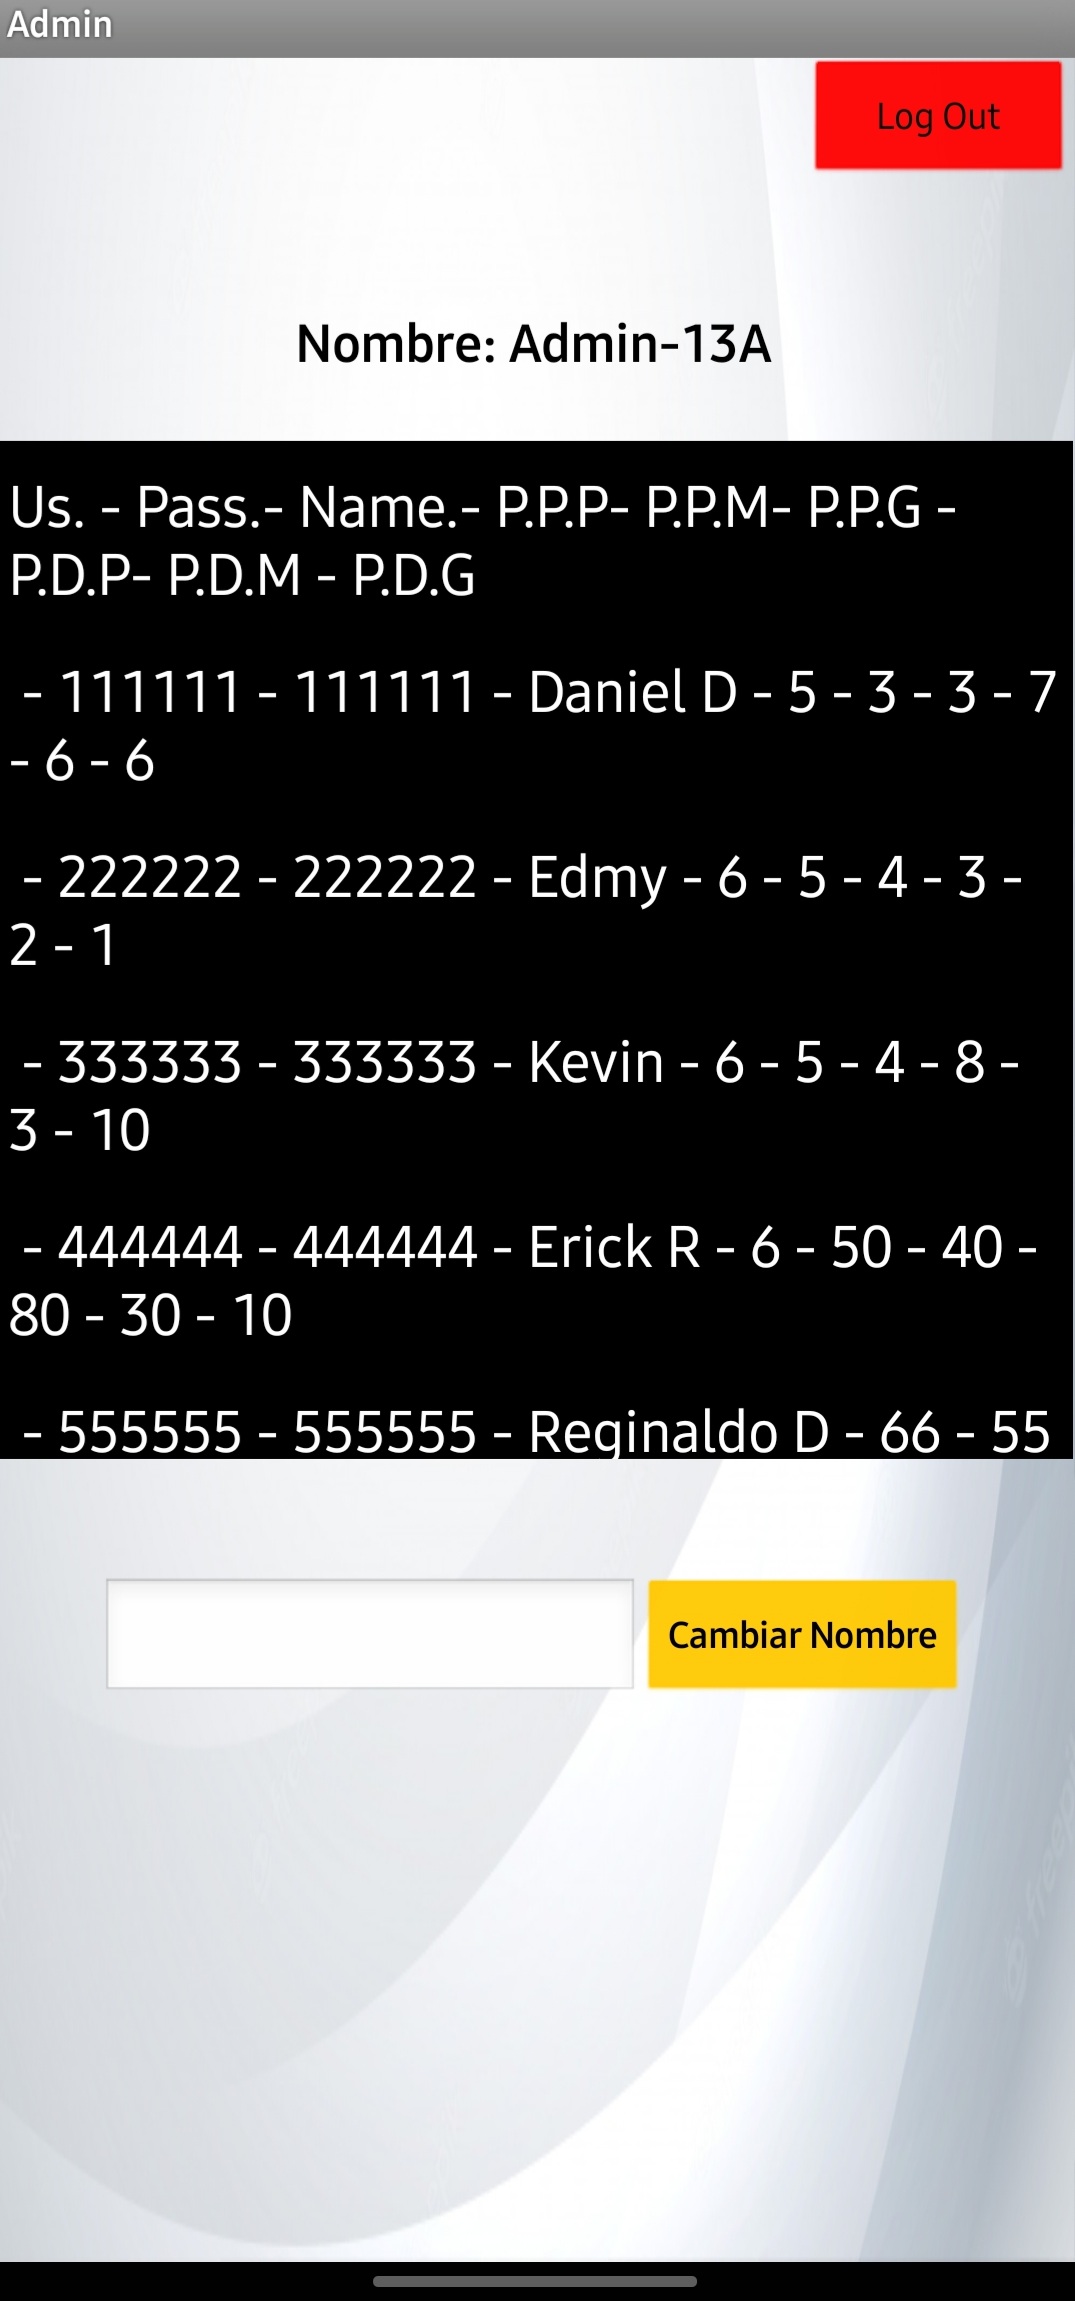 Admin
Log Out
Nombre: Admin-13A
Us. - Pass.- Name.- P.P.P- P.P.M- P.P.G -
P.D.P- P.D.M - P.D.G
- 111111 - 111111 - Daniel D - 5 - 3 - 3 - 7
- 6 - 6
- 222222 - 222222 - Edmy - 6 - 5 - 4 - 3 -
2 - 1
- 333333 - 333333 - Kevin - 6 - 5 - 4 - 8 -
3 - 10
- 444444 - 444444 - Erick R - 6 - 50 - 40 -
80 - 30 - 10
- 555555 - 555555 - Reginaldo D - 66 - 55
Cambiar Nombre